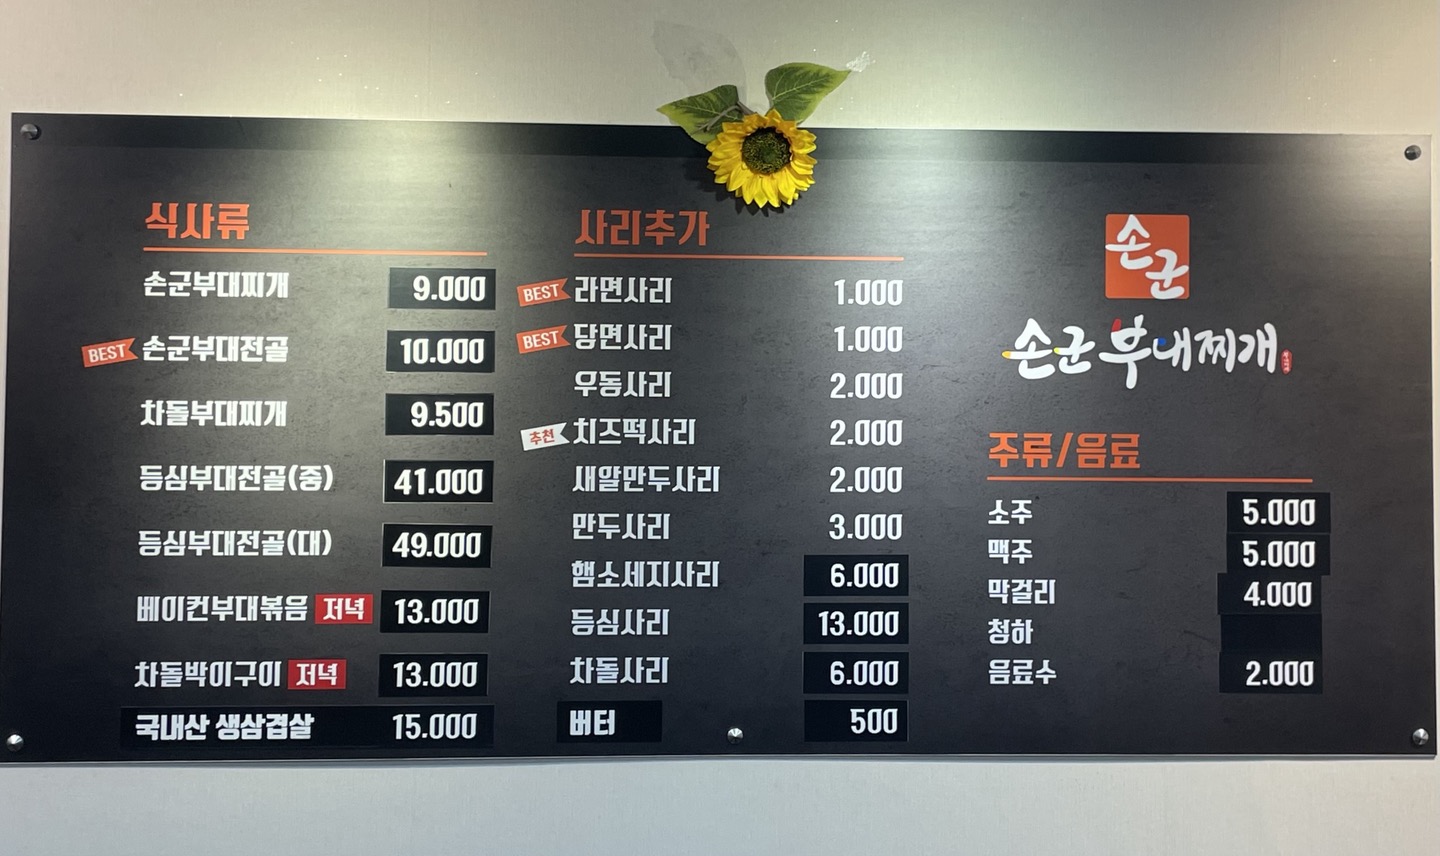 식사류
손군부대찌개 9.000
BEST 손군부대전골 10.000
차돌부대찌개 9.500
등심부대전골(중) 41.000
등심부대전골(대) 49.000
베이컨부대볶음 저녁 13.000
차돌박이구이 저녁 13.000
국내산 생삼겹살 15.000
사리추가
BEST 라면사리 1.000
BEST 당면사리 1.000
우동사리 2.000
추천 치즈떡사리 2.000
새알만두사리 2.000
만두사리 3.000
햄소세지사리 6.000
등심사리 13.000
차돌사리 6.000
버터 500
손군
손군 부대찌개
주류/음료
소주 5.000
맥주 5.000
막걸리 4.000
청하
음료수 2.000